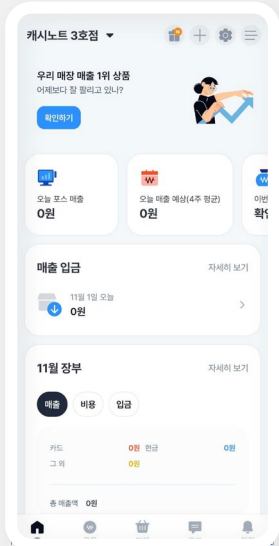 캐시노트 3호점
우리 매장 매출 1위 상품
어제보다 잘 팔리고 있나?
확인하기
오늘 포스 매출
0원
오늘 매출 예상(4주 평균)
0원
이번
확인
매출 입금
자세히 보기
11월 1일 오늘
0원
11월 장부
자세히 보기
매출
비용
입금
카드 0원 현금 0원
그 외 0원
총 매출액 0원